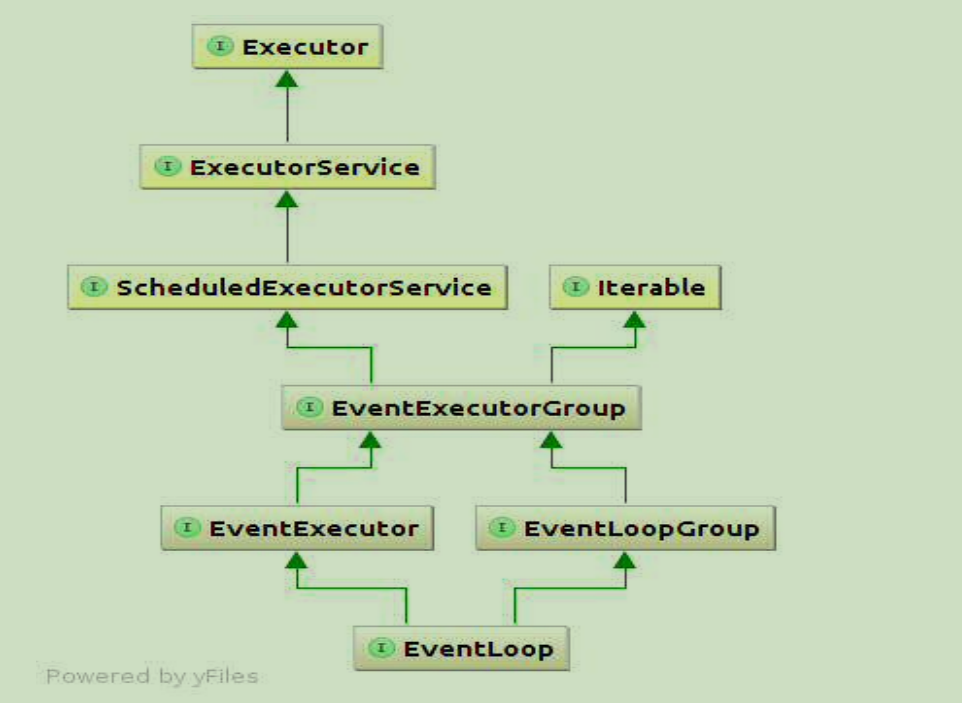 I Executor
I ExecutorService
I ScheduledExecutorService
I Iterable
I EventExecutorGroup
I EventExecutor
I EventLoopGroup
I EventLoop
Powered by yFiles